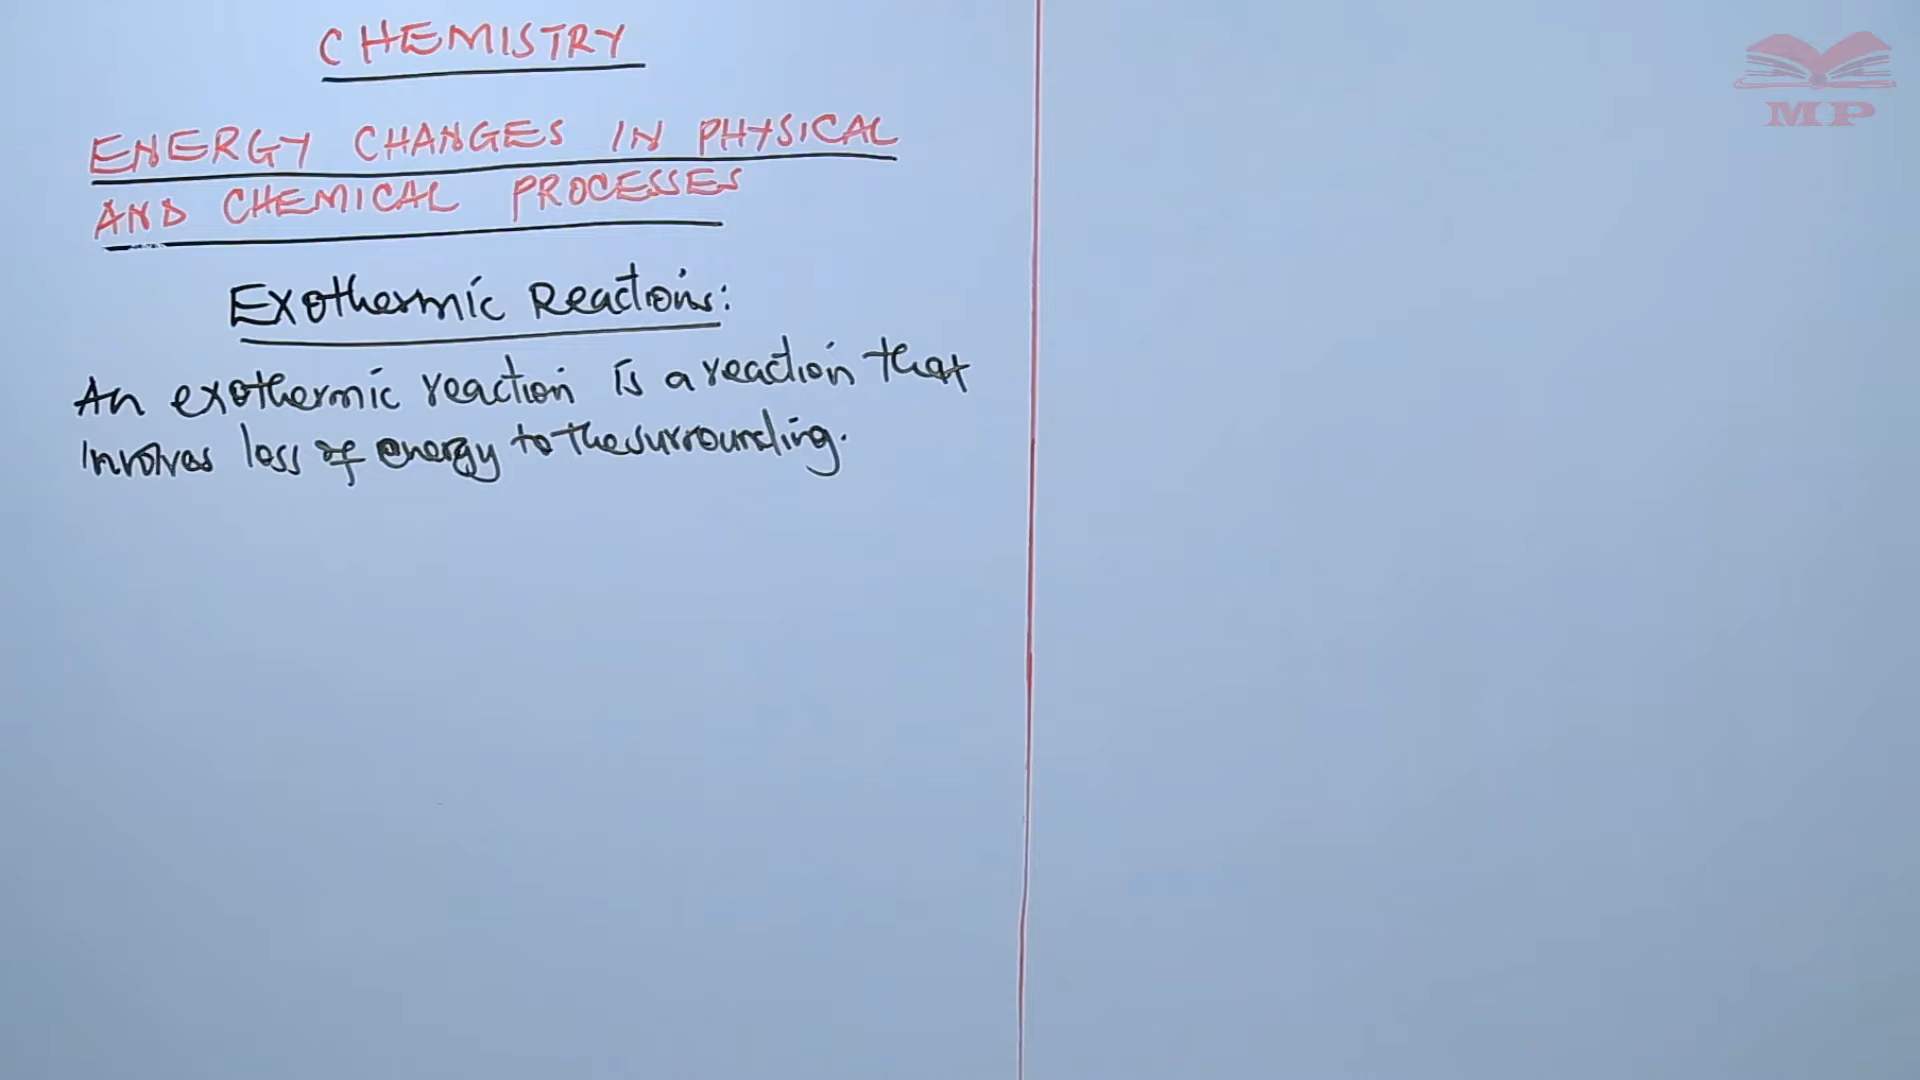 CHEMISTRY
ENERGY CHANGES IN PHYSICAL
AND CHEMICAL PROCESSES
Exothermic Reactions:
An exothermic reaction is a reaction that
involves loss of energy to the surrounding.
MP